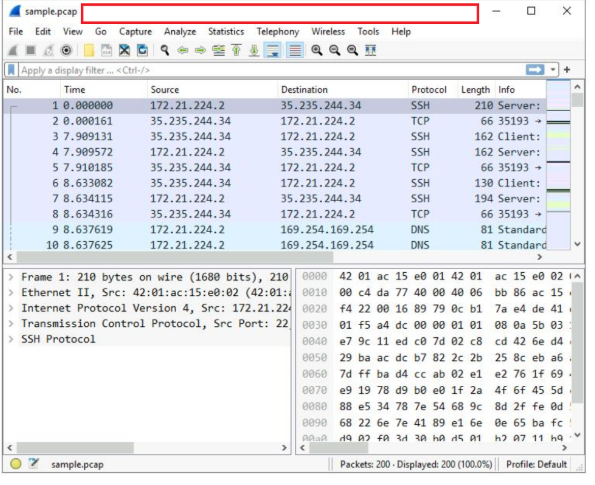 sample.pcap
File Edit View Go Capture Analyze Statistics Telephony Wireless Tools Help
Apply a display filter ... <Ctrl-/>
+
No. Time Source Destination Protocol Length Info
1 0.000000 172.21.224.2 35.235.244.34 SSH 210 Server:
2 0.000161 35.235.244.34 172.21.224.2 TCP 66 35193 →
3 7.909131 35.235.244.34 172.21.224.2 SSH 162 Client:
4 7.909572 172.21.224.2 35.235.244.34 SSH 162 Server:
5 7.910185 35.235.244.34 172.21.224.2 TCP 66 35193 →
6 8.633082 35.235.244.34 172.21.224.2 SSH 130 Client:
7 8.634115 172.21.224.2 35.235.244.34 SSH 194 Server:
8 8.634316 35.235.244.34 172.21.224.2 TCP 66 35193 →
9 8.637619 172.21.224.2 169.254.169.254 DNS 81 Standard
10 8.637625 172.21.224.2 169.254.169.254 DNS 81 Standard
> Frame 1: 210 bytes on wire (1680 bits), 210
> Ethernet II, Src: 42:01:ac:15:e0:02 (42:01:
> Internet Protocol Version 4, Src: 172.21.224
> Transmission Control Protocol, Src Port: 22,
> SSH Protocol
0000 42 01 ac 15 e0 01 42 01 ac 15 e0 02
0010 00 c4 da 77 40 00 40 06 bb 86 ac 15
0020 f4 22 00 16 89 79 0c b1 7a e4 de 41
0030 01 f5 a4 dc 00 00 01 01 08 0a 5b 03
0040 e7 9c 11 ed c0 7d 02 c8 cd 42 6e d4
0050 29 ba ac dc b7 82 2c 2b 25 8c eb a6
0060 7d ff ba d4 cc ab 02 e1 e2 76 1f 69
0070 e9 19 78 d9 b0 e0 1f 2a 4f 6f 45 5d
0080 88 e5 34 78 7e 54 68 9c 8d 2f fe 0d
0090 68 22 6e 7e 41 89 e1 6e 0e 65 ba fc
00a0 d9 02 f0 3d 30 b0 d5 01 b2 07 11 b9
sample.pcap Packets: 200 · Displayed: 200 (100.0%) Profile: Default